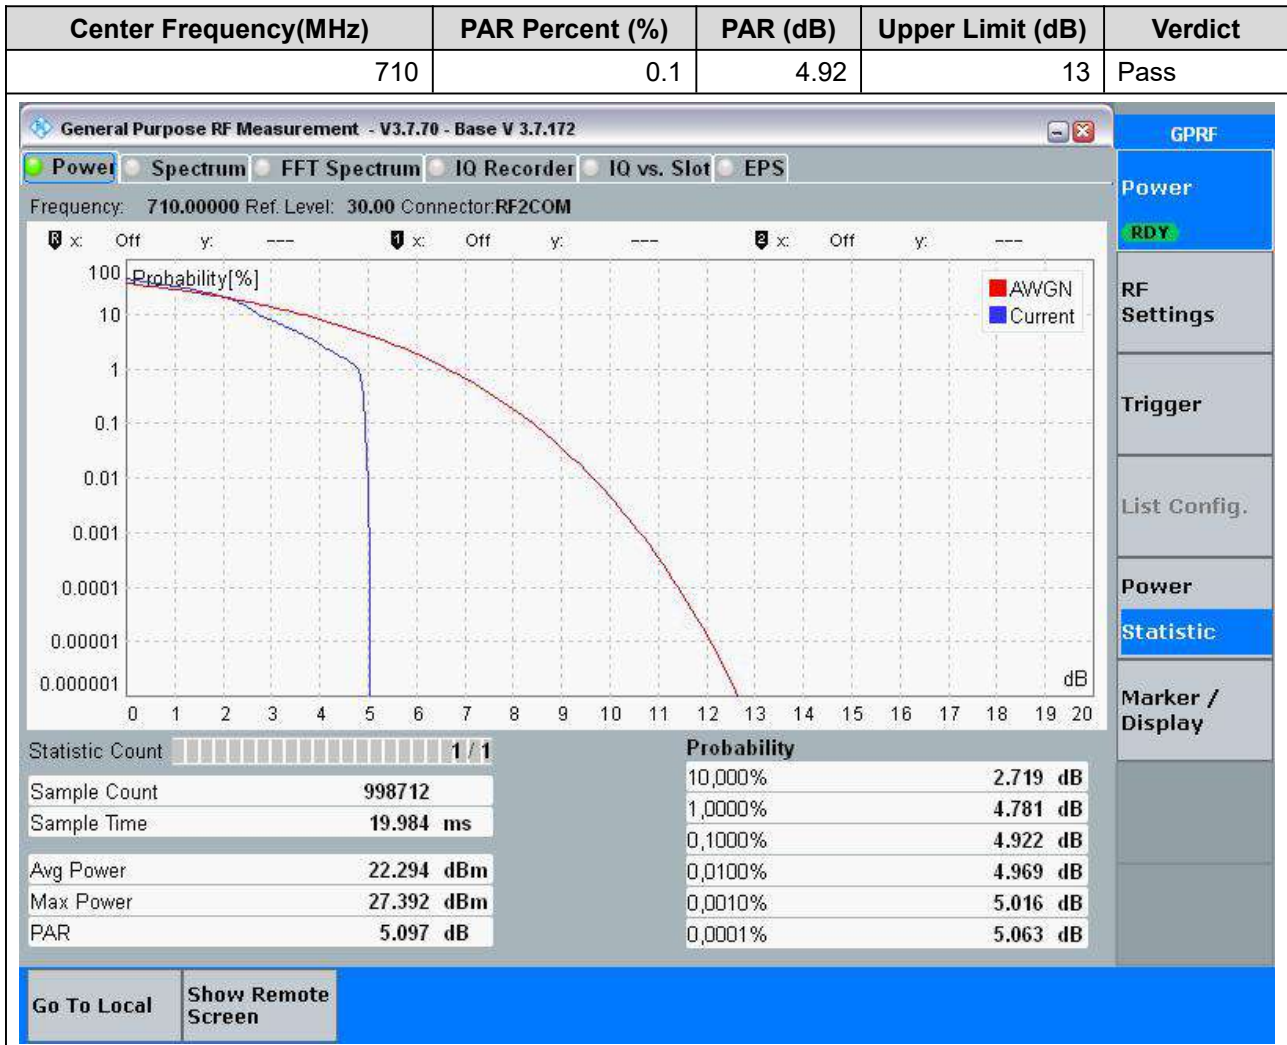 Center Frequency(MHz) PAR Percent (%) PAR (dB) Upper Limit (dB) Verdict
710 0.1 4.92 13 Pass
General Purpose RF Measurement - V3.7.70 - Base V 3.7.172
GPRF
Power Spectrum FFT Spectrum IQ Recorder IQ vs. Slot EPS
Power
RDY
Frequency: 710.00000 Ref. Level: 30.00 Connector:RF2COM
R x: Off y: --- 1 x: Off y: --- 2 x: Off y: ---
Probability[%]
AWGN
Current
100
10
1
0.1
0.01
0.001
0.0001
0.00001
0.000001
dB
0 1 2 3 4 5 6 7 8 9 10 11 12 13 14 15 16 17 18 19 20
RF
Settings
Trigger
List Config.
Power
Statistic
Marker /
Display
Statistic Count 1 / 1
Sample Count 998712
Sample Time 19.984 ms
Avg Power 22.294 dBm
Max Power 27.392 dBm
PAR 5.097 dB
Probability
10,000% 2.719 dB
1,0000% 4.781 dB
0,1000% 4.922 dB
0,0100% 4.969 dB
0,0010% 5.016 dB
0,0001% 5.063 dB
Go To Local
Show Remote
Screen